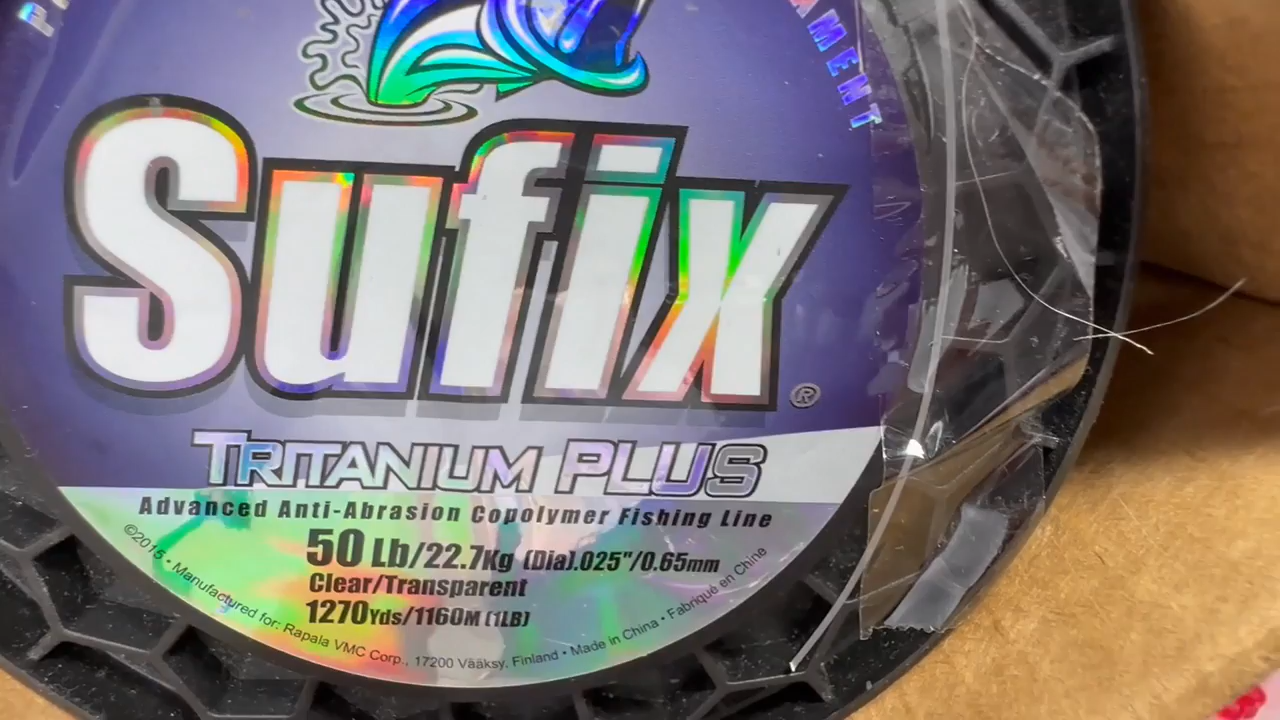 AMENT
Sufix®
TRITANIUM PLUS
Advanced Anti-Abrasion Copolymer Fishing Line
50 Lb/22.7Kg (Dia).025"/0.65mm
Clear/Transparent
1270Yds/1160M (1LB)
©2015 • Manufactured for: Rapala VMC Corp., 17200 Vääksy, Finland • Made in China • Fabriqué en Chine